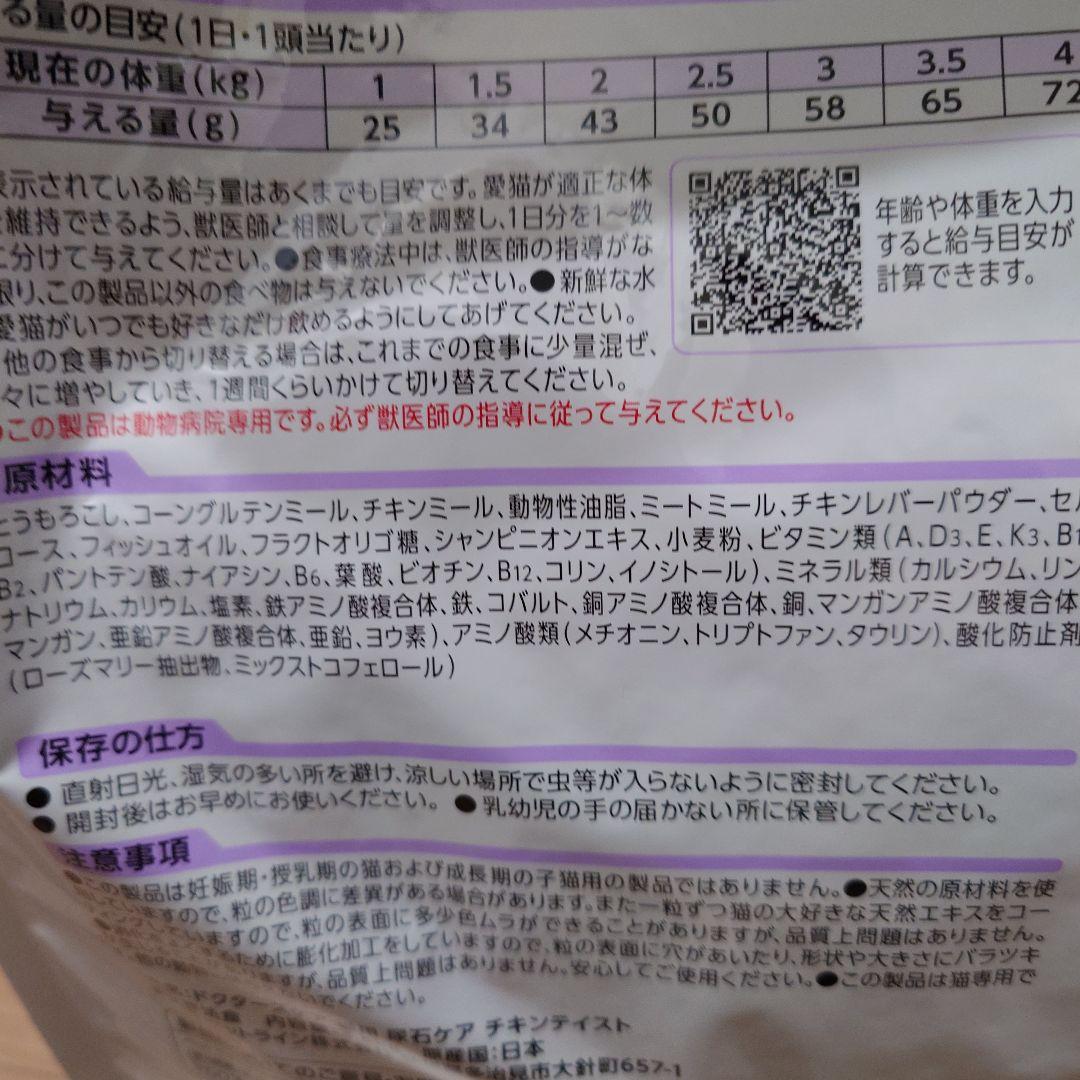 る量の目安(1日・1頭当たり)
現在の体重(kg) 1 1.5 2 2.5 3 3.5 4
与える量(g) 25 34 43 50 58 65 72
表示されている給与量はあくまでも目安です。愛猫が適正な体
を維持できるよう、獣医師と相談して量を調整し、1日分を1〜数
に分けて与えてください。●食事療法中は、獣医師の指導がな
限り、この製品以外の食べ物は与えないでください。●新鮮な水
愛猫がいつでも好きなだけ飲めるようにしてあげてください。
他の食事から切り替える場合は、これまでの食事に少量混ぜ、
々に増やしていき、1週間くらいかけて切り替えてください。
この製品は動物病院専用です。必ず獣医師の指導に従って与えてください。
年齢や体重を入力
すると給与目安が
計算できます。
原材料
とうもろこし、コーングルテンミール、チキンミール、動物性油脂、ミートミール、チキンレバーパウダー、セル
ロース、フィッシュオイル、フラクトオリゴ糖、シャンピニオンエキス、小麦粉、ビタミン類(A、D3、E、K3、B1
B2、パントテン酸、ナイアシン、B6、葉酸、ビオチン、B12、コリン、イノシトール)、ミネラル類(カルシウム、リン
ナトリウム、カリウム、塩素、鉄アミノ酸複合体、鉄、コバルト、銅アミノ酸複合体、銅、マンガンアミノ酸複合体
マンガン、亜鉛アミノ酸複合体、亜鉛、ヨウ素)、アミノ酸類(メチオニン、トリプトファン、タウリン)、酸化防止剤
(ローズマリー抽出物、ミックストコフェロール)
保存の仕方
● 直射日光、湿気の多い所を避け、涼しい場所で虫等が入らないように密封してください。
● 開封後はお早めにお使いください。 ●乳幼児の手の届かない所に保管してください。
注意事項
●この製品は妊娠期・授乳期の猫および成長期の子猫用の製品ではありません。●天然の原材料を使
していますので、粒の色調に差異がある場合があります。また一粒ずつ猫の大好きな天然エキスをコー
いますので、粒の表面に多少色ムラができることがありますが、品質上問題はありません。
ために膨化加工をしていますので、粒の表面に穴があいたり、形状や大きさにバラツキ
ますが、品質上問題はありません。安心してご使用ください。●この製品は猫専用で
でください。
尿石ケア チキンテイスト
原産国:日本
多治見市大針町657-1